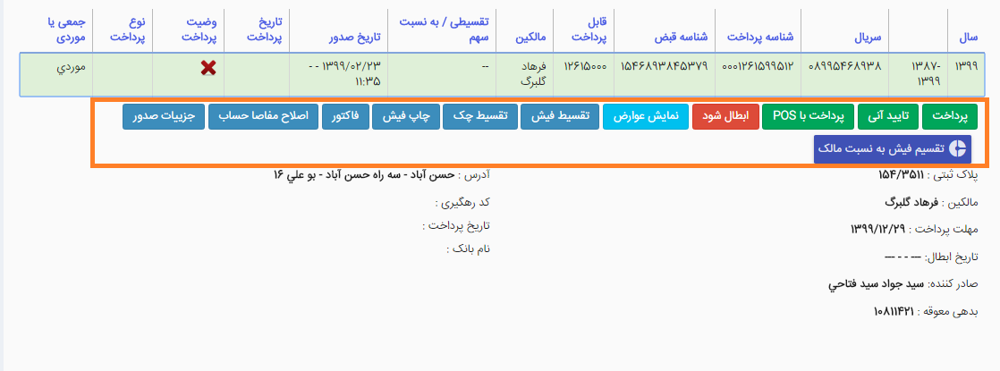 سال سریال شناسه پرداخت شناسه قبض قابل پرداخت مالکین تقسیطی / به نسبت سهم تاریخ صدور تاریخ پرداخت وضیت پرداخت نوع پرداخت جمعی یا موردی
۱۳۹۹ ۱۳۸۷-۱۳۹۹ ۰۸۹۹۵۴۶۸۹۳۸ ۰۰۰۱۲۶۱۵۹۹۵۱۲ ۱۵۴۶۸۹۳۸۴۵۳۷۹ ۱۲۶۱۵۰۰۰ فرهاد گلبرگ -- ۱۳۹۹/۰۲/۲۳ - - ۱۱:۳۵ موردي
پرداخت تایید آنی پرداخت با POS ابطال شود نمایش عوارض تقسیط فیش تقسیط چک چاپ فیش فاکتور اصلاح مفاصا حساب جزییات صدور
تقسیم فیش به نسبت مالک
پلاک ثبتی : ۱۵۴/۳۵۱۱
آدرس : حسن آباد - سه راه حسن آباد - بو علي ۱۶
مالکین : فرهاد گلبرگ
کد رهگیری :
مهلت پرداخت : ۱۳۹۹/۱۲/۲۹
تاریخ پرداخت :
تاریخ ابطال: --- - - ---
نام بانک :
صادر کننده: سید جواد سید فتاحي
بدهی معوقه : ۱۰۸۱۱۴۲۱